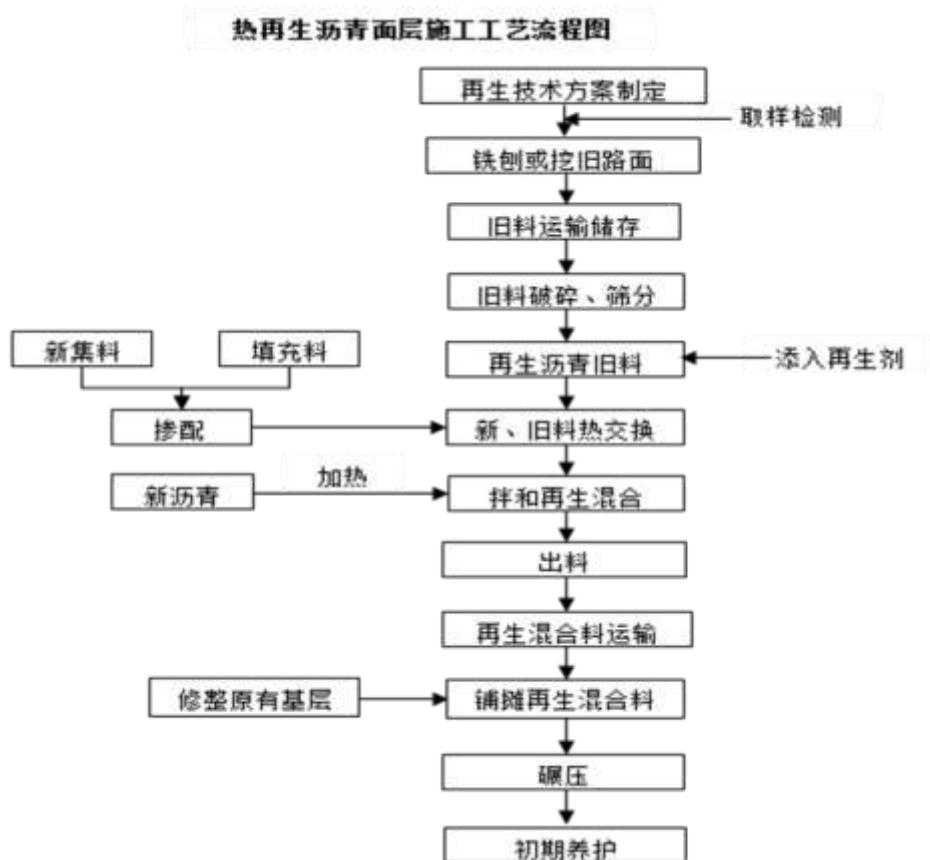 热再生沥青面层施工工艺流程图
再生技术方案制定
取样检测
铣刨或挖旧路面
旧料运输储存
旧料破碎、筛分
新集料
填充料
再生沥青旧料
添入再生剂
掺配
新、旧料热交换
新沥青
加热
拌和再生混合
出料
再生混合料运输
修整原有基层
铺摊再生混合料
碾压
初期养护